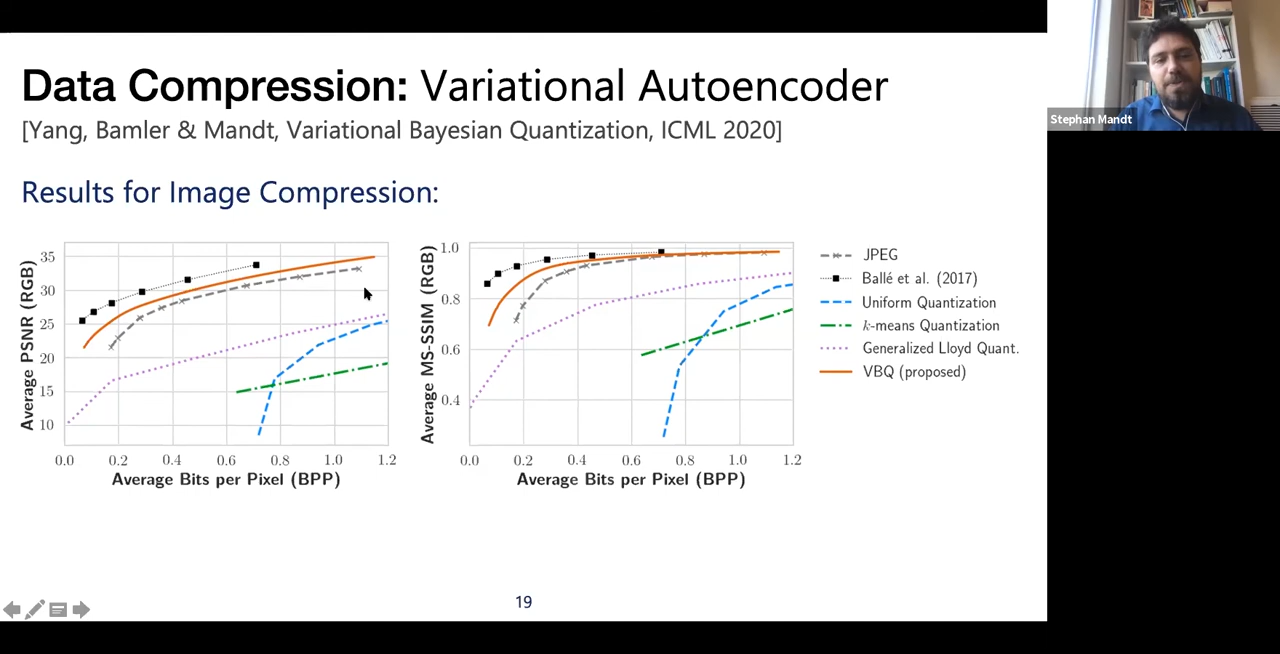 Data Compression: Variational Autoencoder
[Yang, Bamler & Mandt, Variational Bayesian Quantization, ICML 2020]
Results for Image Compression:
Average PSNR (RGB)
35
30
25
20
15
10
0.0 0.2 0.4 0.6 0.8 1.0 1.2
Average Bits per Pixel (BPP)
Average MS-SSIM (RGB)
1.0
0.8
0.6
0.4
0.0 0.2 0.4 0.6 0.8 1.0 1.2
Average Bits per Pixel (BPP)
JPEG
Ballé et al. (2017)
Uniform Quantization
k-means Quantization
Generalized Lloyd Quant.
VBQ (proposed)
19
Stephan Mandt